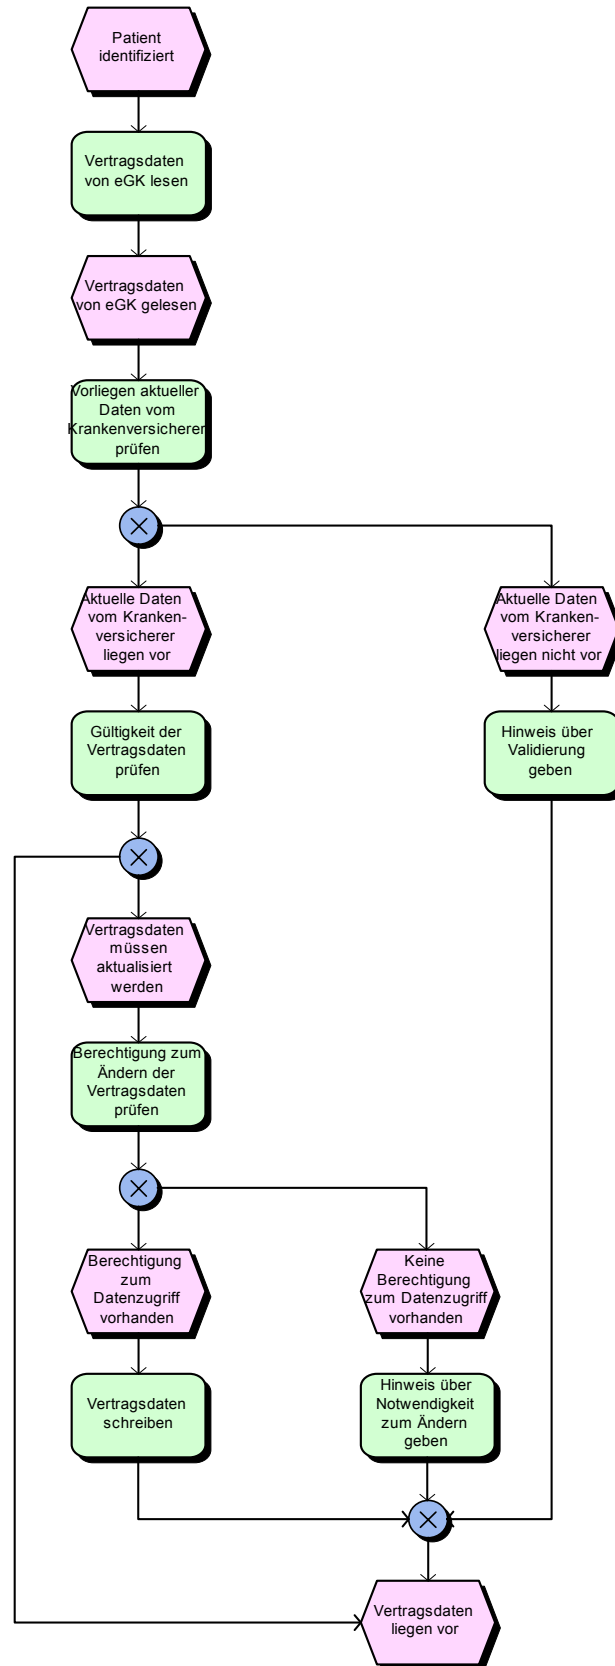 Patient
identifiziert
Vertragsdaten
von eGK lesen
Vertragsdaten
von eGK gelesen
Vorliegen aktueller
Daten vom
Krankenversicherer
prüfen
Aktuelle Daten
vom Kranken-
versicherer
liegen vor
Aktuelle Daten
vom Kranken-
versicherer
liegen nicht vor
Gültigkeit der
Vertragsdaten
prüfen
Hinweis über
Validierung
geben
Vertragsdaten
müssen
aktualisiert
werden
Berechtigung zum
Ändern der
Vertragsdaten
prüfen
Berechtigung
zum
Datenzugriff
vorhanden
Keine
Berechtigung
zum Datenzugriff
vorhanden
Vertragsdaten
schreiben
Hinweis über
Notwendigkeit
zum Ändern
geben
Vertragsdaten
liegen vor